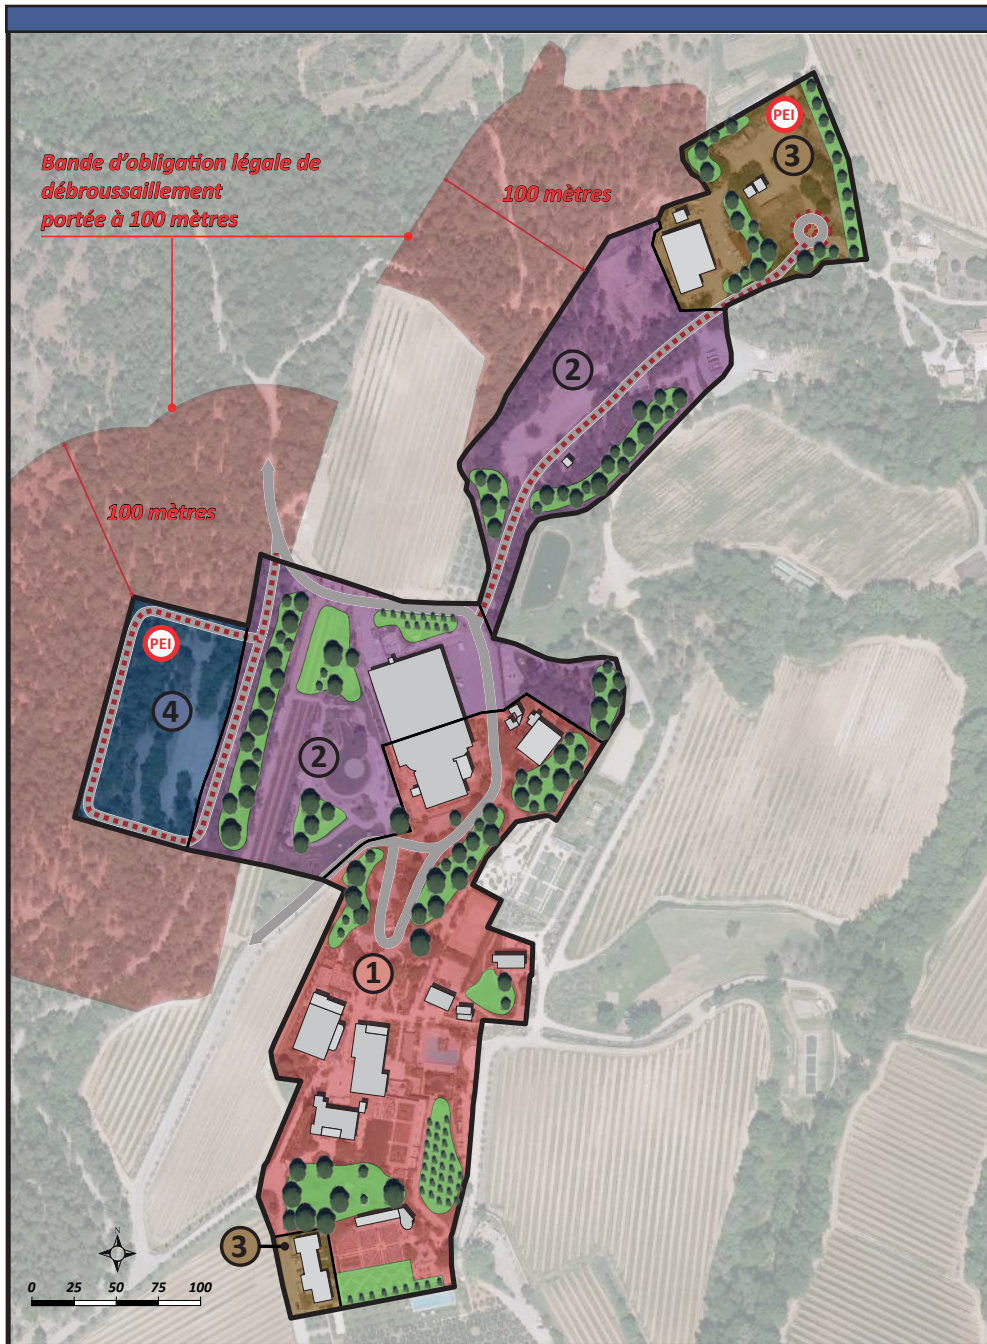 PEI
3
Bande d'obligation légale de
débroussaillement
portée à 100 mètres
100 mètres
2
100 mètres
PEI
4
2
1
3
N
0 25 50 75 100